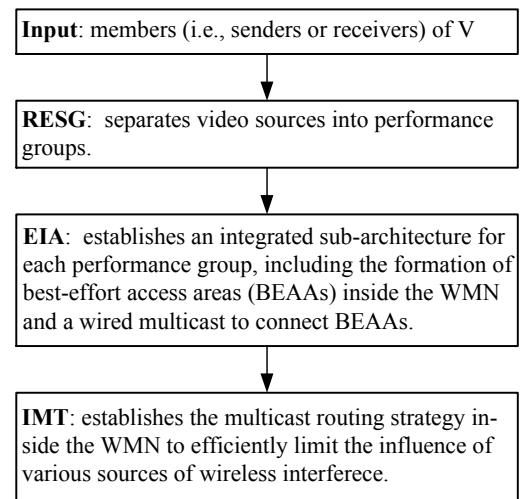 Input: members (i.e., senders or receivers) of V
RESG: separates video sources into performance
groups.
EIA: establishes an integrated sub-architecture for
each performance group, including the formation of
best-effort access areas (BEAAs) inside the WMN
and a wired multicast to connect BEAAs.
IMT: establishes the multicast routing strategy in-
side the WMN to efficiently limit the influence of
various sources of wireless interferece.